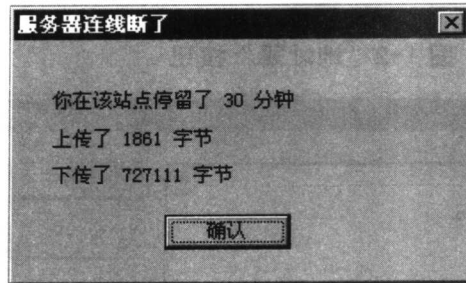 服务器连线断了
你在该站点停留了 30 分钟
上传了 1861 字节
下传了 727111 字节
确认